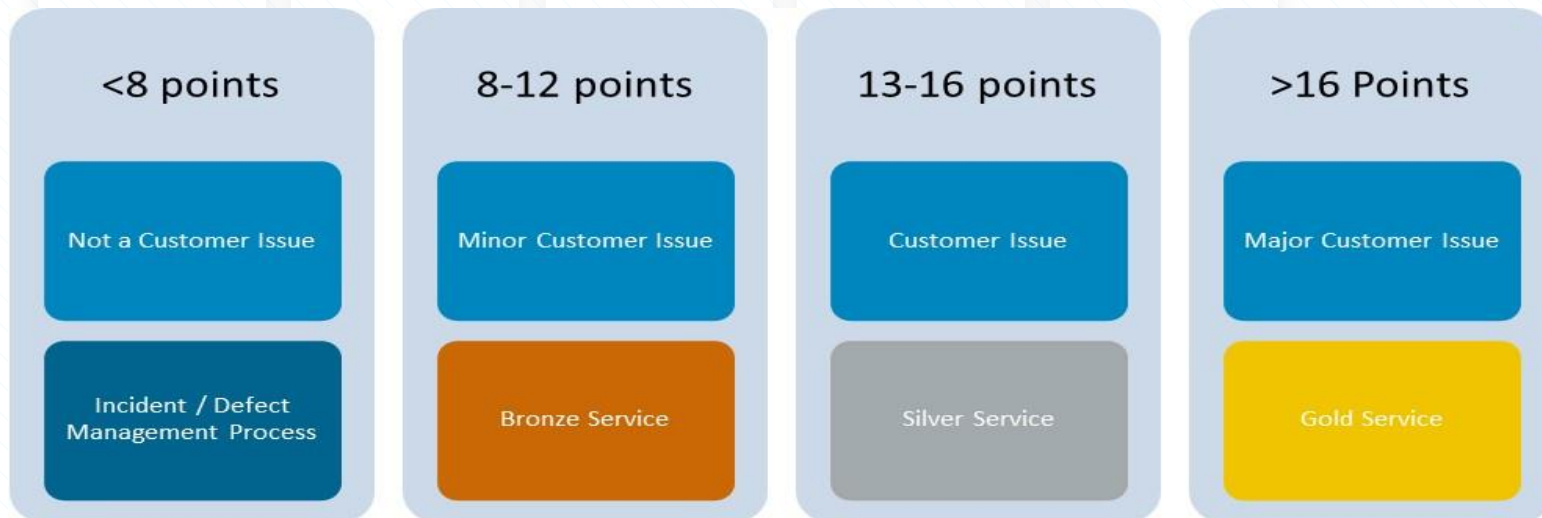 <8 points
Not a Customer Issue
Incident / Defect
Management Process
8-12 points
Minor Customer Issue
Bronze Service
13-16 points
Customer Issue
Silver Service
>16 Points
Major Customer Issue
Gold Service